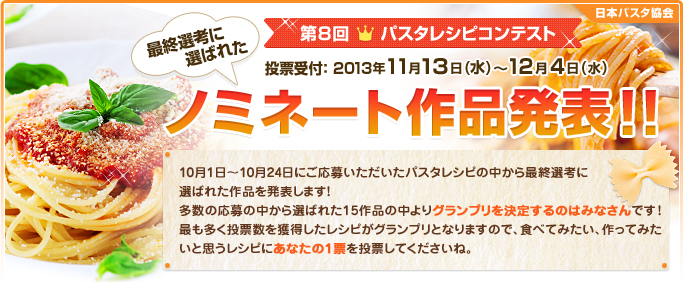 日本パスタ協会
最終選考に
選ばれた
第8回 パスタレシピコンテスト
投票受付: 2013年11月13日(水)～12月4日(水)
ノミネート作品発表!!
10月1日～10月24日にご応募いただいたパスタレシピの中から最終選考に
選ばれた作品を発表します!
多数の応募の中から選ばれた15作品の中よりグランプリを決定するのはみなさんです!
最も多く投票数を獲得したレシピがグランプリとなりますので、食べてみたい、作ってみた
いと思うレシピにあなたの1票を投票してくださいね。